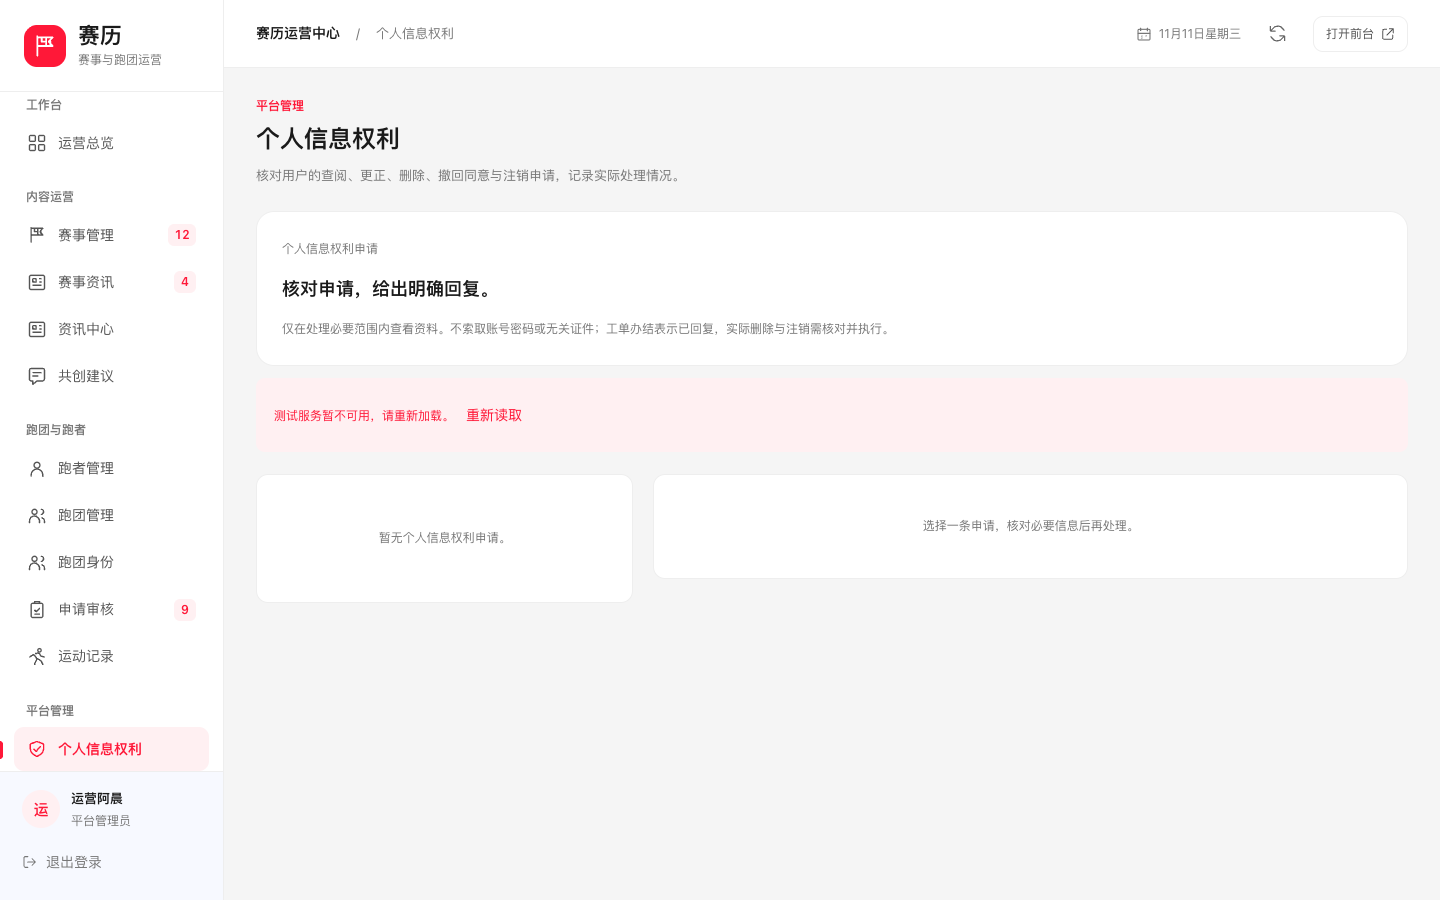 赛历
赛事与跑团运营
工作台
运营总览
内容运营
赛事管理 12
赛事资讯 4
资讯中心
共创建议
跑团与跑者
跑者管理
跑团管理
跑团身份
申请审核 9
运动记录
平台管理
个人信息权利
运 运营阿晨
平台管理员
退出登录
赛历运营中心 / 个人信息权利
11月11日星期三
打开前台
平台管理
个人信息权利
核对用户的查阅、更正、删除、撤回同意与注销申请，记录实际处理情况。
个人信息权利申请
核对申请，给出明确回复。
仅在处理必要范围内查看资料。不索取账号密码或无关证件；工单办结表示已回复，实际删除与注销需核对并执行。
测试服务暂不可用，请重新加载。 重新读取
暂无个人信息权利申请。
选择一条申请，核对必要信息后再处理。